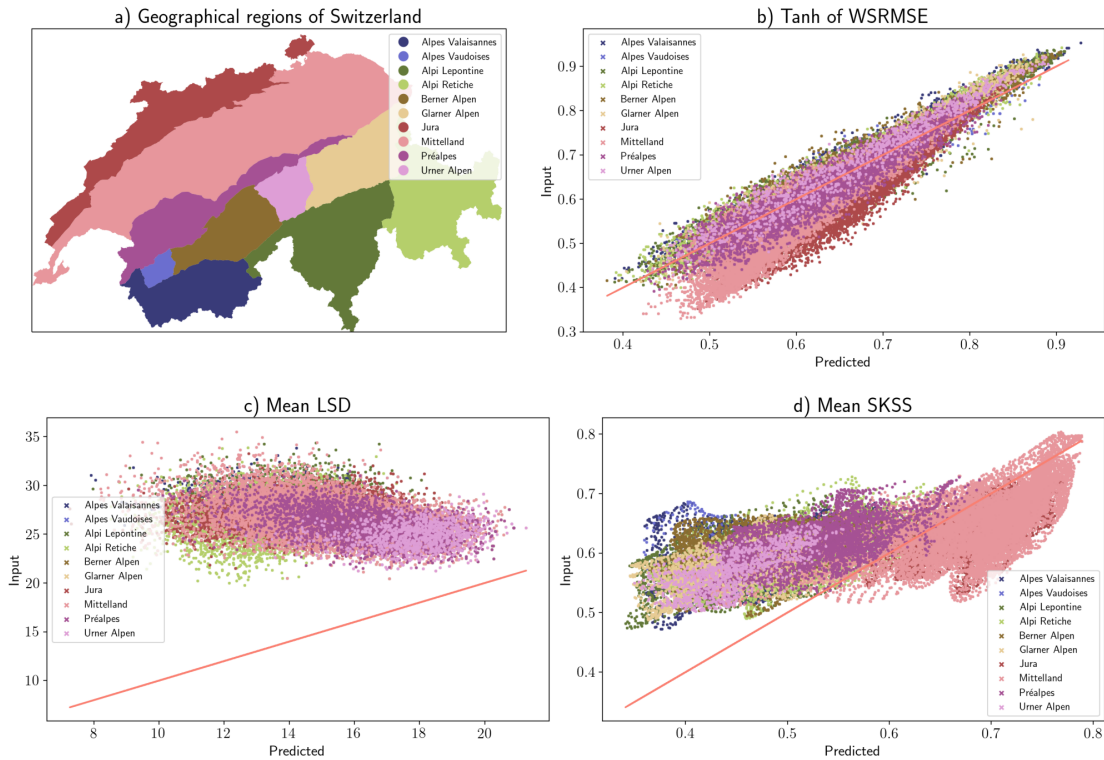 a) Geographical regions of Switzerland
Alpes Valaisannes
Alpes Vaudoises
Alpi Lepontine
Alpi Retiche
Berner Alpen
Glarner Alpen
Jura
Mittelland
Préalpes
Urner Alpen
b) Tanh of WSRMSE
Alpes Valaisannes
Alpes Vaudoises
Alpi Lepontine
Alpi Retiche
Berner Alpen
Glarner Alpen
Jura
Mittelland
Préalpes
Urner Alpen
Input
0.9
0.8
0.7
0.6
0.5
0.4
0.3
0.4 0.5 0.6 0.7 0.8 0.9
Predicted
c) Mean LSD
Input
35
30
25
20
15
10
Alpes Valaisannes
Alpes Vaudoises
Alpi Lepontine
Alpi Retiche
Berner Alpen
Glarner Alpen
Jura
Mittelland
Préalpes
Urner Alpen
8 10 12 14 16 18 20
Predicted
d) Mean SKSS
Input
0.8
0.7
0.6
0.5
0.4
Alpes Valaisannes
Alpes Vaudoises
Alpi Lepontine
Alpi Retiche
Berner Alpen
Glarner Alpen
Jura
Mittelland
Préalpes
Urner Alpen
0.4 0.5 0.6 0.7 0.8
Predicted